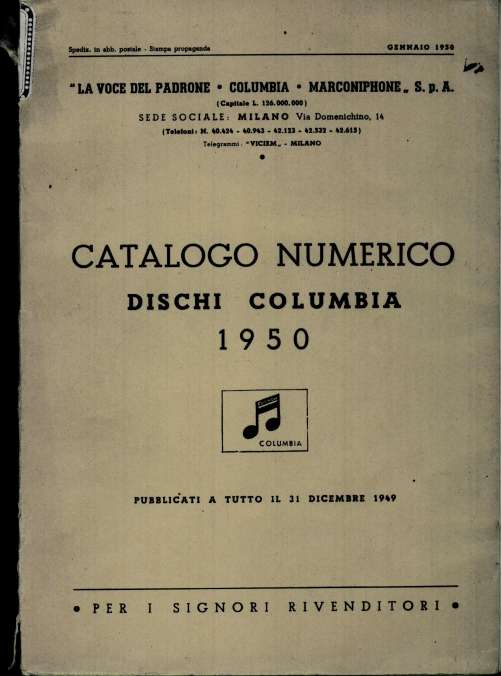 Spediz. in abb. postale - Stampa propaganda
GENNAIO 1950
"LA VOCE DEL PADRONE • COLUMBIA • MARCONIPHONE„ S. p. A.
(Capitale L. 126.000.000)
SEDE SOCIALE: MILANO Via Domenichino, 14
(Telefoni: N. 40.424 - 40.943 - 42.123 - 42.532 - 42.615)
Telegrammi: "VICIEM„ - MILANO
CATALOGO NUMERICO
DISCHI COLUMBIA
1950
COLUMBIA
PUBBLICATI A TUTTO IL 31 DICEMBRE 1949
• PER I SIGNORI RIVENDITORI •